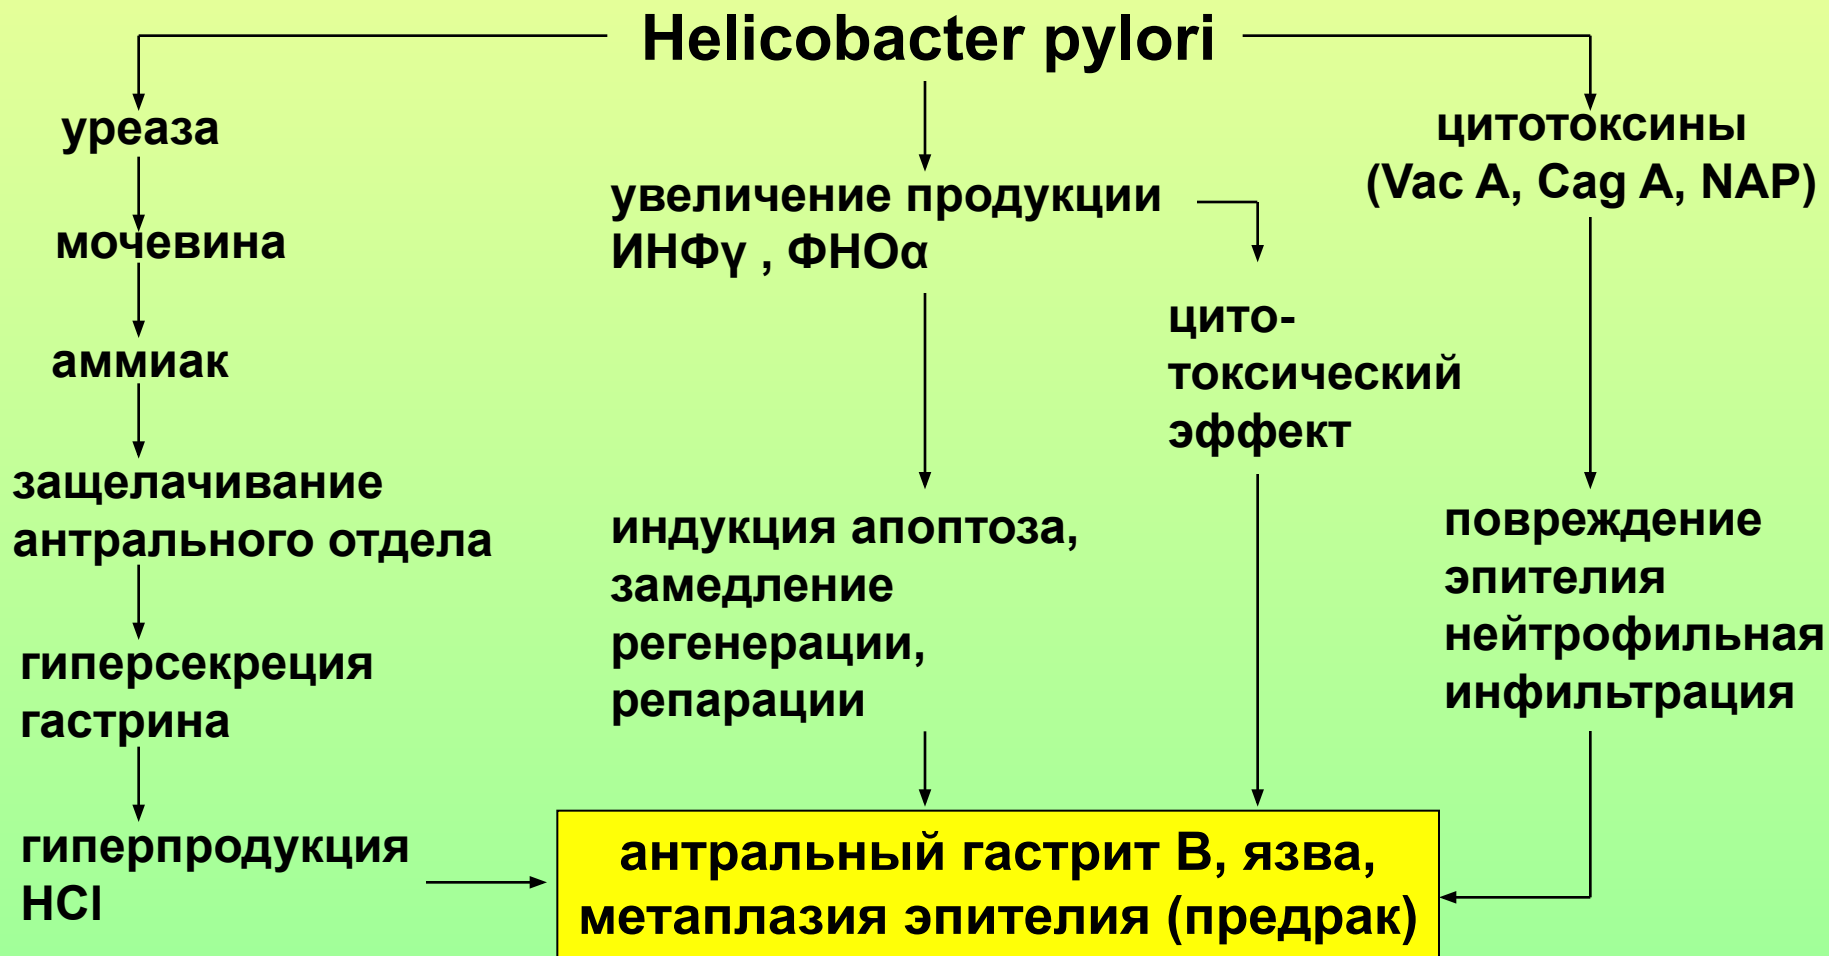 Helicobacter pylori
уреаза
мочевина
аммиак
защелачивание
антрального отдела
гиперсекреция
гастрина
гиперпродукция
HCl
увеличение продукции
ИНФγ , ФНОα
индукция апоптоза,
замедление
регенерации,
репарации
цито-
токсический
эффект
цитотоксины
(Vac A, Cag A, NAP)
повреждение
эпителия
нейтрофильная
инфильтрация
антральный гастрит В, язва,
метаплазия эпителия (предрак)